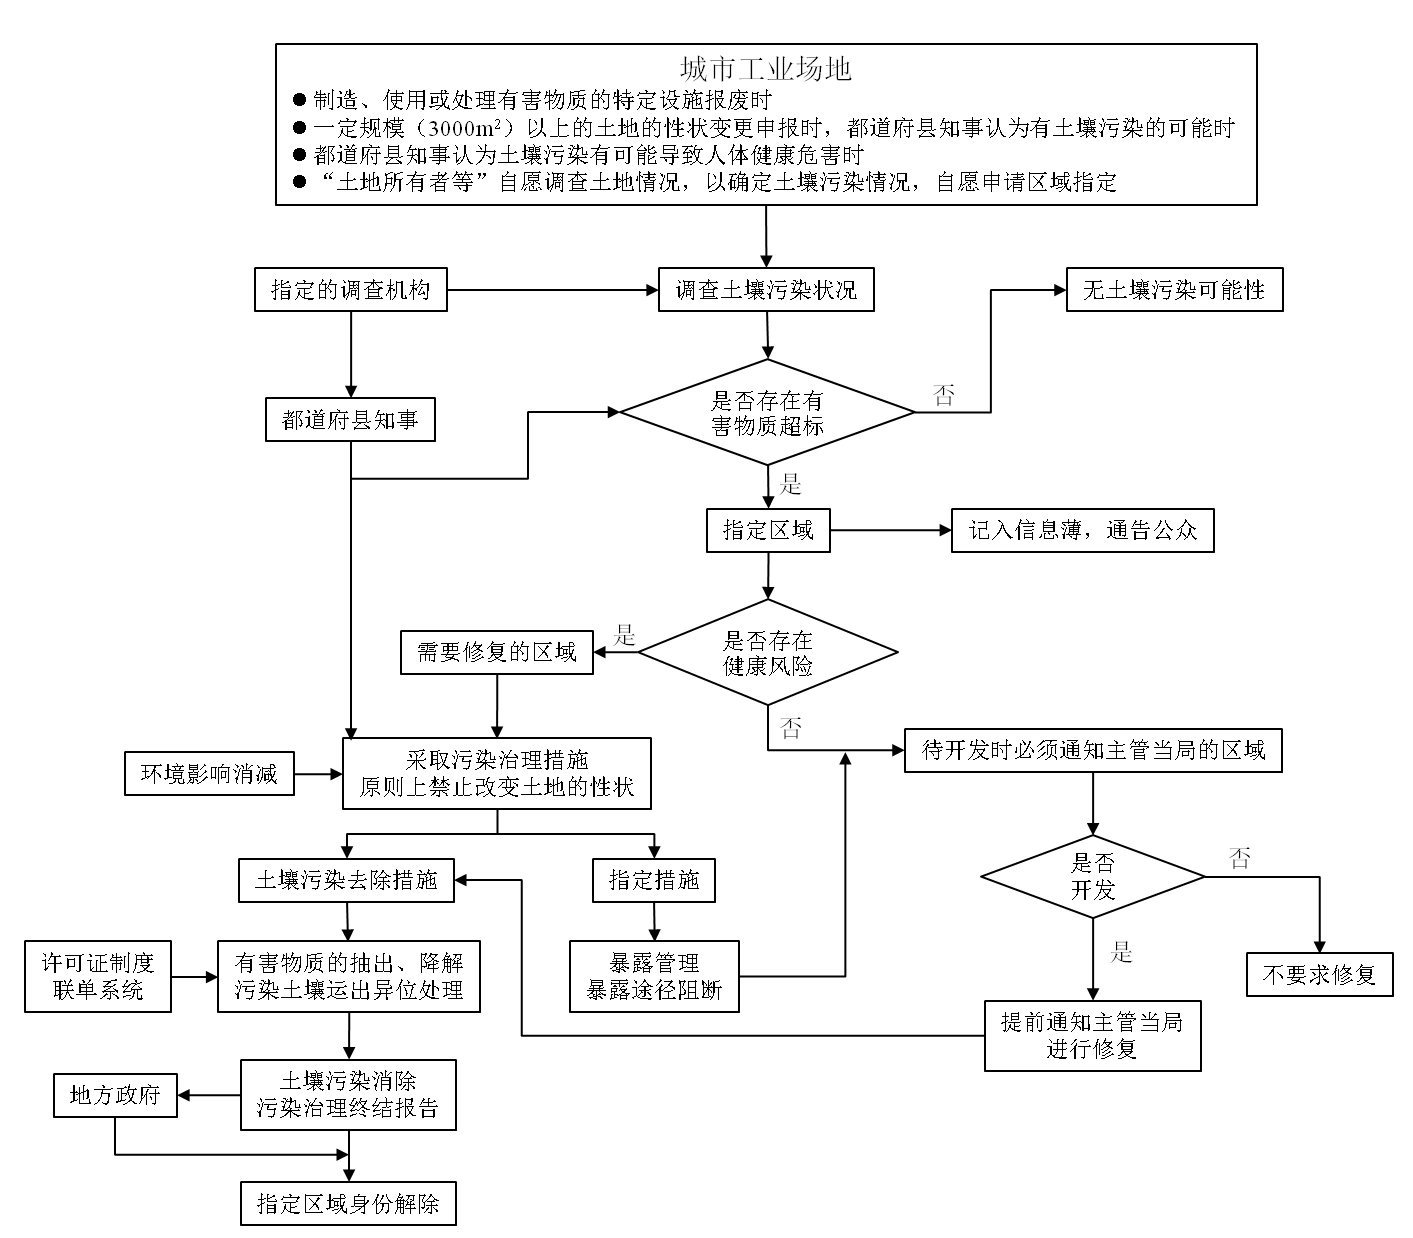 城市工业场地
● 制造、使用或处理有害物质的特定设施报废时
● 一定规模（3000m²）以上的土地的性状变更申报时，都道府县知事认为有土壤污染的可能时
● 都道府县知事认为土壤污染有可能导致人体健康危害时
● “土地所有者等”自愿调查土地情况，以确定土壤污染情况，自愿申请区域指定
指定的调查机构
调查土壤污染状况
无土壤污染可能性
都道府县知事
是否存在有
害物质超标
否
是
指定区域
记入信息薄，通告公众
需要修复的区域
是
是否存在
健康风险
否
待开发时必须通知主管当局的区域
环境影响消减
采取污染治理措施
原则上禁止改变土地的性状
土壤污染去除措施
指定措施
是否
开发
否
是
许可证制度
联单系统
有害物质的抽出、降解
污染土壤运出异位处理
暴露管理
暴露途径阻断
不要求修复
提前通知主管当局
进行修复
地方政府
土壤污染消除
污染治理终结报告
指定区域身份解除